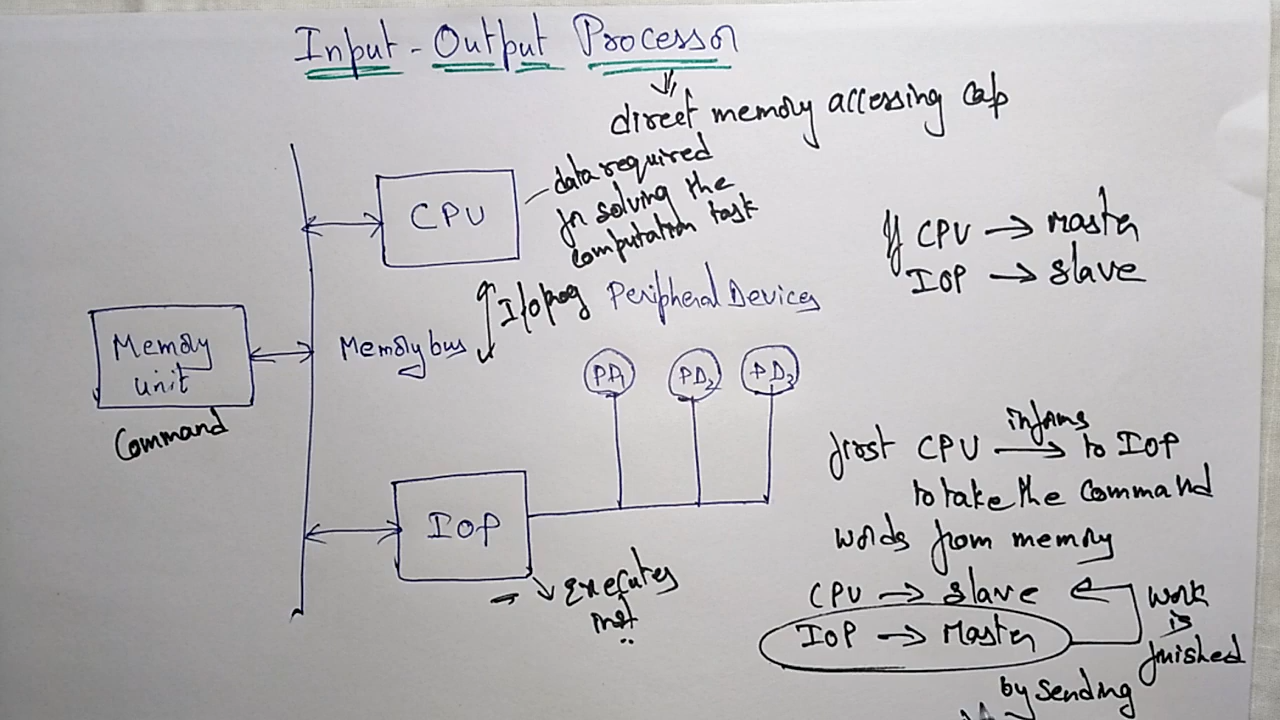 Input - Output Processor
direct memory accessing cap
CPU
data required
for solving the
computation task
If CPU → master
IOP → slave
I/O prog
Peripheral Devices
Memory
unit
Memory bus
PD1
PD2
PD3
Command
first CPU informs → to IOP
to take the command
words from memory
IOP
executes
inst
CPU → slave
IOP → Master
work
is
finished
by sending